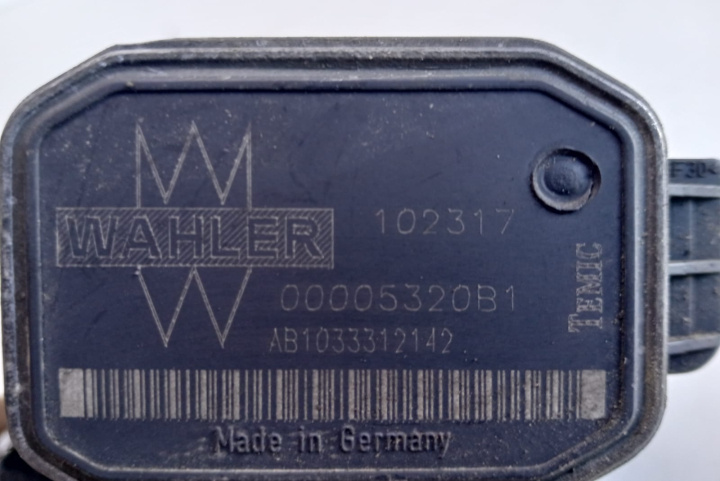 WAHLER
102317
00005320B1
AB1033312142
TEMIC
Made in Germany